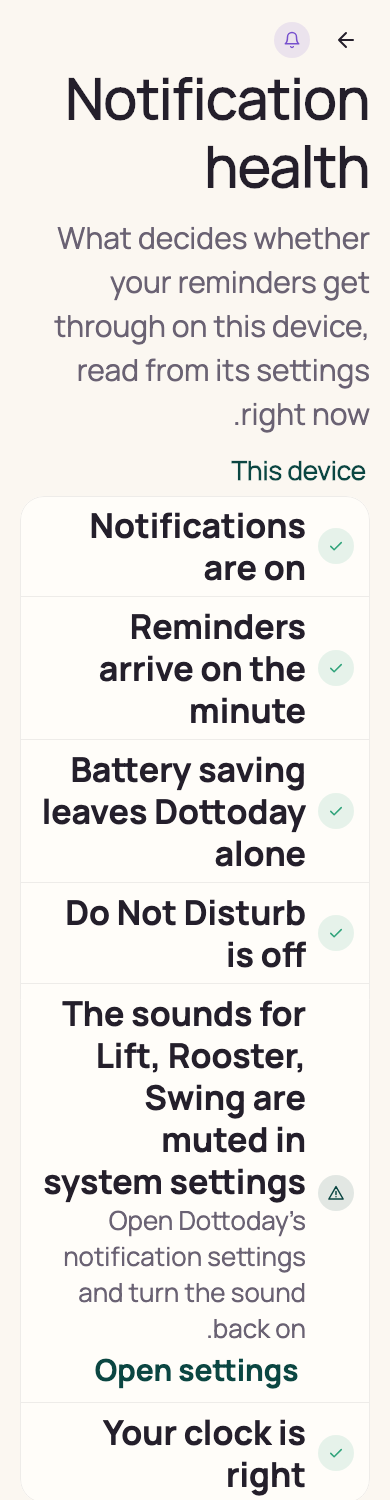 Notification
health
What decides whether
your reminders get
through on this device,
read from its settings
.right now
This device
Notifications
are on
Reminders
arrive on the
minute
Battery saving
leaves Dottoday
alone
Do Not Disturb
is off
The sounds for
Lift, Rooster,
Swing are
muted in
system settings
Open Dottoday's
notification settings
and turn the sound
.back on
Open settings
Your clock is
right